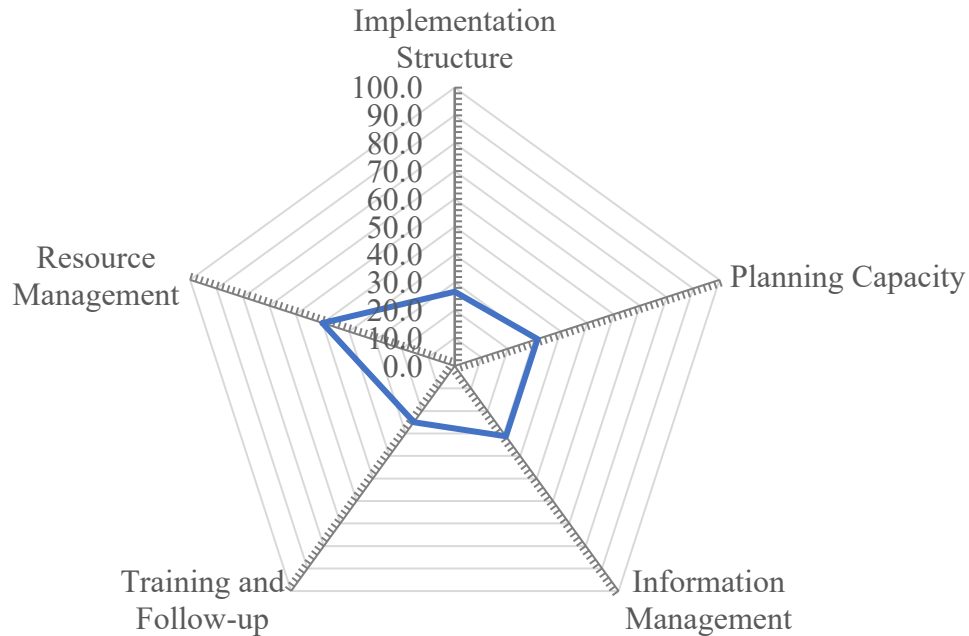 Implementation
Structure
100.0
90.0
80.0
70.0
60.0
50.0
40.0
30.0
20.0
10.0
0.0
Resource
Management
Planning Capacity
Training and
Follow-up
Information
Management